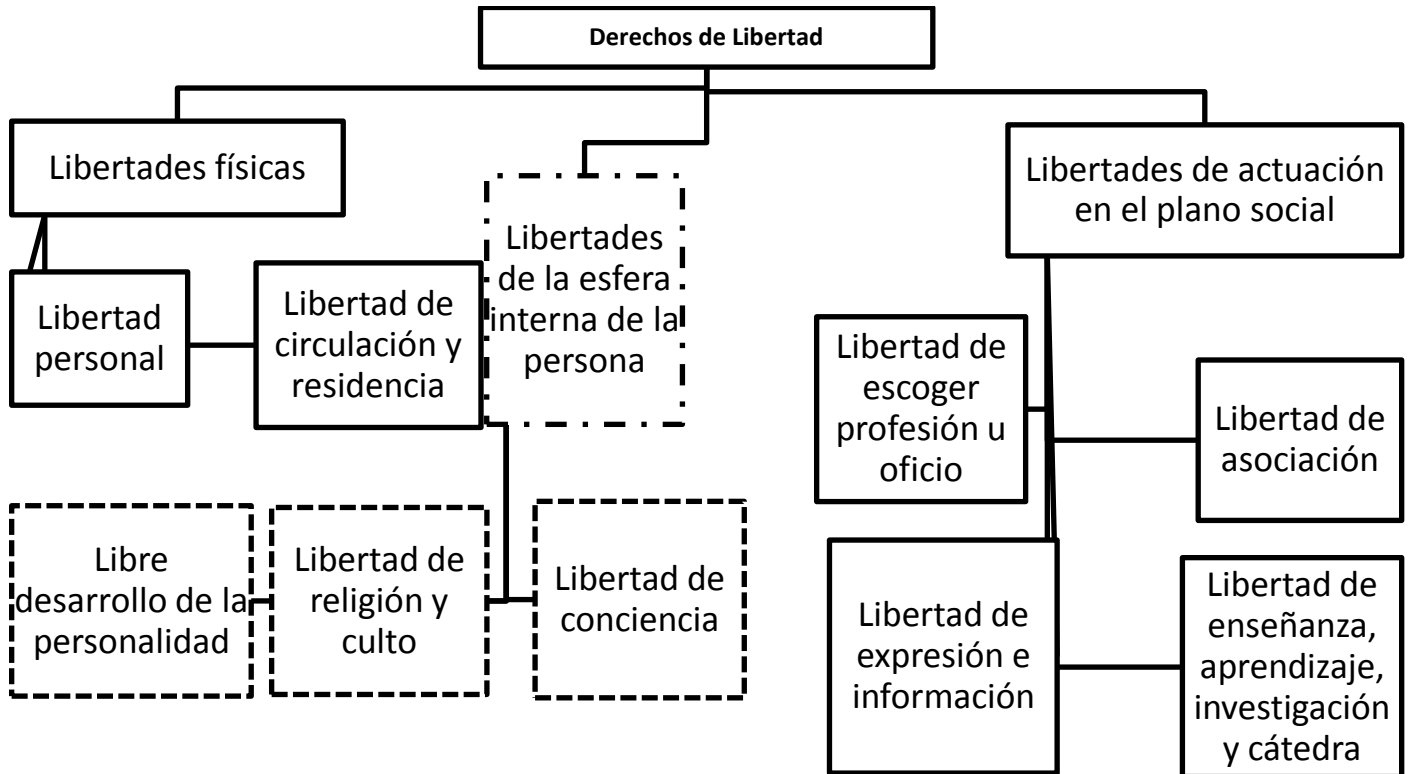 Derechos de Libertad
Libertades físicas
Libertad
personal
Libertad de
circulación y
residencia
Libertades
de la esfera
interna de la
persona
Libre
desarrollo de la
personalidad
Libertad de
religión y
culto
Libertad de
conciencia
Libertades de actuación
en el plano social
Libertad de
escoger
profesión u
oficio
Libertad de
asociación
Libertad de
expresión e
información
Libertad de
enseñanza,
aprendizaje,
investigación
y cátedra